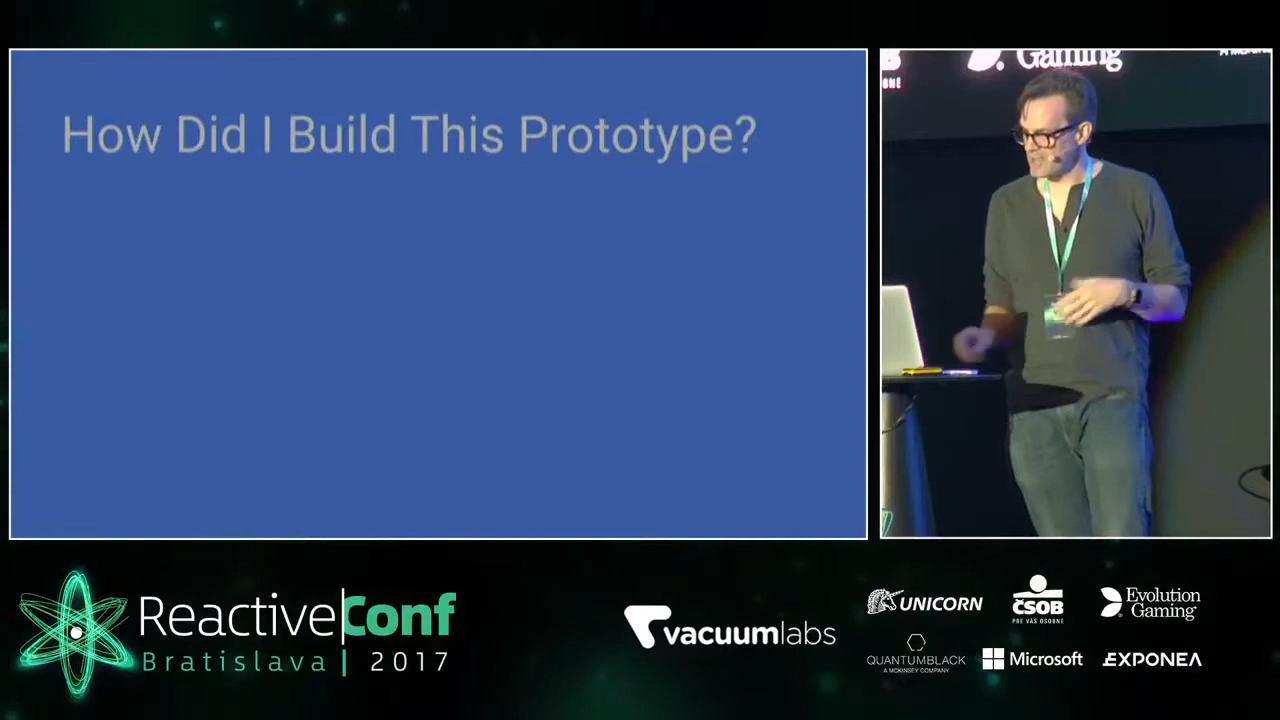 How Did I Build This Prototype?
Gaming
ReactiveConf
Bratislava | 2017
vacuumlabs
UNICORN
ČSOB
PRE VÁS OSOBNE
Evolution
Gaming
QUANTUMBLACK
A MCKINSEY COMPANY
Microsoft
EXPONEA